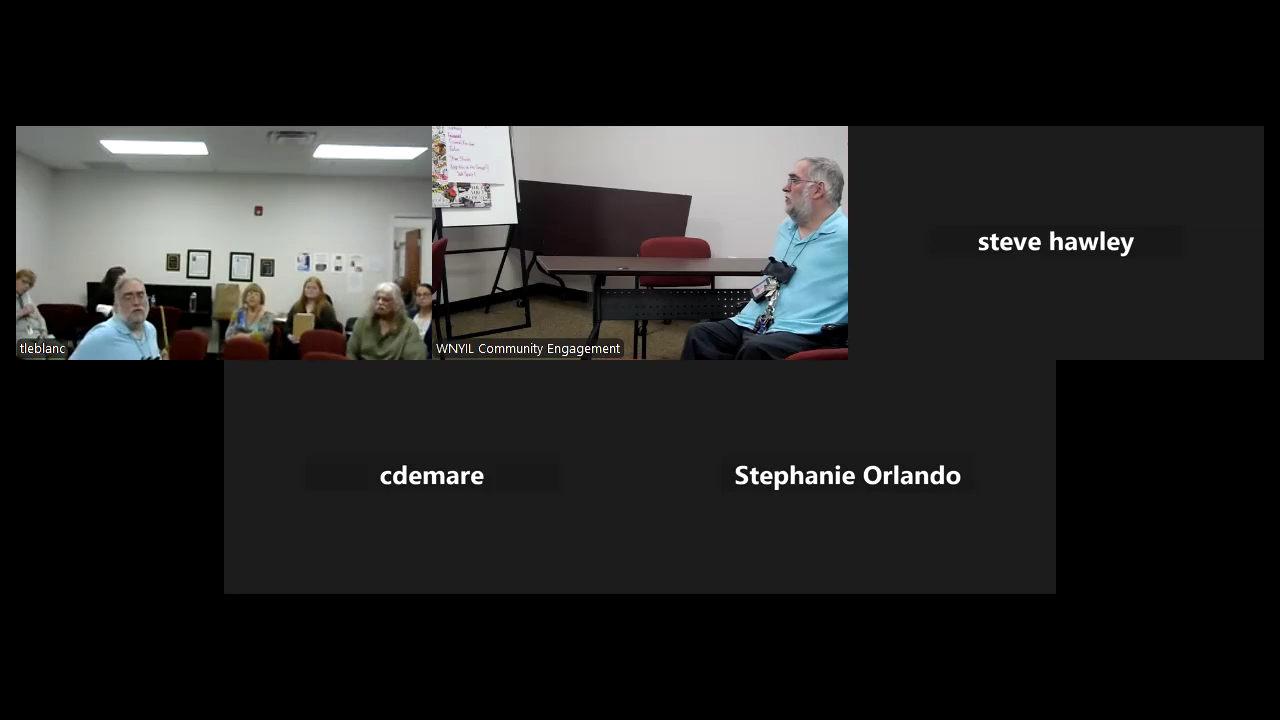 tleblanc
WNYIL Community Engagement
steve hawley
cdemare
Stephanie Orlando